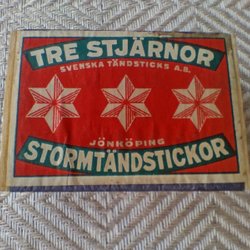 TRE STJÄRNOR
SVENSKA TÄNDSTICKS A.B.
JÖNKÖPING
STORMTÄNDSTICKOR